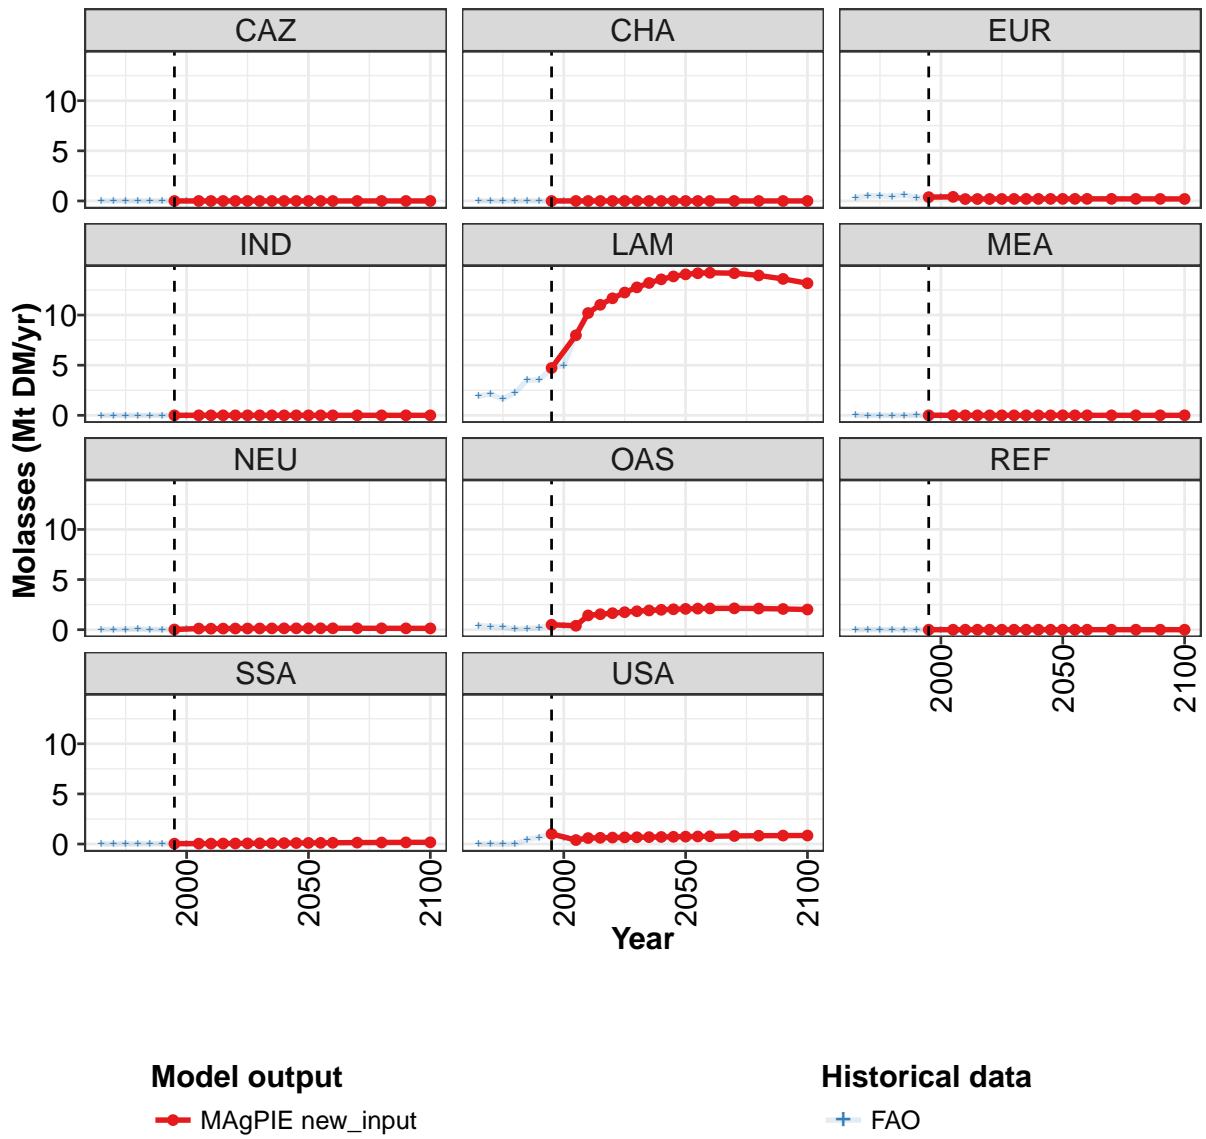 CAZ CHA EUR
10
5
0
IND LAM MEA
10
5
0
NEU OAS REF
10
5
0
2000 2050 2100
SSA USA
10
5
0
2000 2050 2100 2000 2050 2100
Molasses (Mt DM/yr)
Year
Model output Historical data
MAgPIE new_input FAO